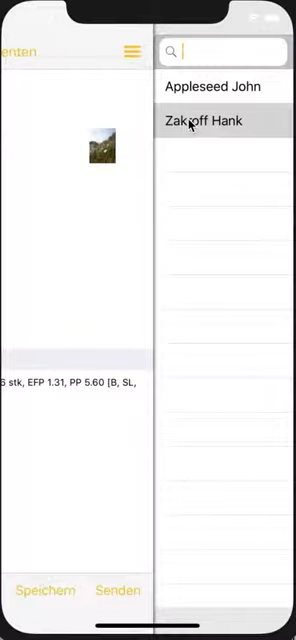 enten
Appleseed John
Zakroff Hank
6 stk, EFP 1.31, PP 5.60 [B, SL,
Speichern
Senden